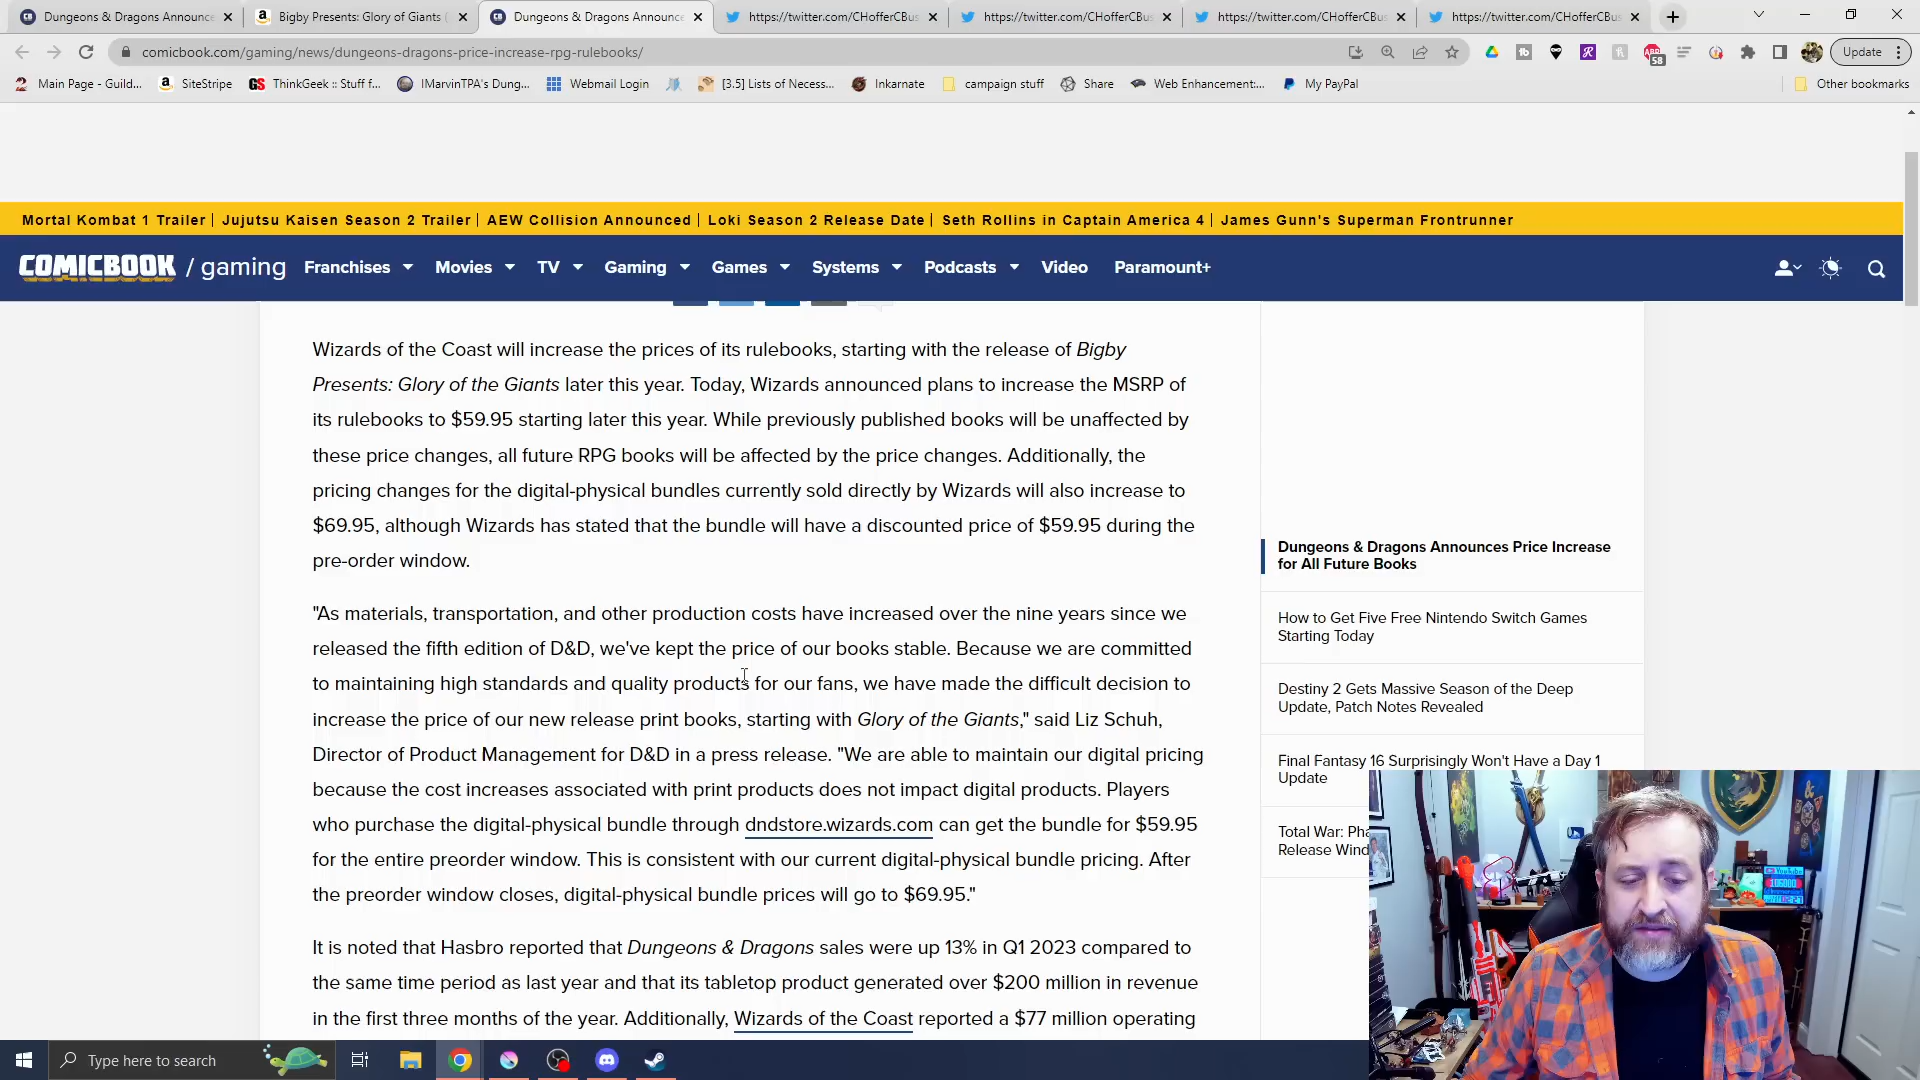 Dungeons & Dragons Announce
Bigby Presents: Glory of Giants (
Dungeons & Dragons Announce
https://twitter.com/CHofferCBus
https://twitter.com/CHofferCBus
https://twitter.com/CHofferCBus
https://twitter.com/CHofferCBus
comicbook.com/gaming/news/dungeons-dragons-price-increase-rpg-rulebooks/
58
Update
Main Page - Guild...
SiteStripe
ThinkGeek :: Stuff f...
IMarvinTPA's Dung...
Webmail Login
[3.5] Lists of Necess...
Inkarnate
campaign stuff
Share
Web Enhancement:...
My PayPal
Other bookmarks
Mortal Kombat 1 Trailer | Jujutsu Kaisen Season 2 Trailer | AEW Collision Announced | Loki Season 2 Release Date | Seth Rollins in Captain America 4 | James Gunn's Superman Frontrunner
COMICBOOK / gaming
Franchises
Movies
TV
Gaming
Games
Systems
Podcasts
Video
Paramount+
Wizards of the Coast will increase the prices of its rulebooks, starting with the release of Bigby
Presents: Glory of the Giants later this year. Today, Wizards announced plans to increase the MSRP of
its rulebooks to $59.95 starting later this year. While previously published books will be unaffected by
these price changes, all future RPG books will be affected by the price changes. Additionally, the
pricing changes for the digital-physical bundles currently sold directly by Wizards will also increase to
$69.95, although Wizards has stated that the bundle will have a discounted price of $59.95 during the
pre-order window.
"As materials, transportation, and other production costs have increased over the nine years since we
released the fifth edition of D&D, we've kept the price of our books stable. Because we are committed
to maintaining high standards and quality products for our fans, we have made the difficult decision to
increase the price of our new release print books, starting with Glory of the Giants," said Liz Schuh,
Director of Product Management for D&D in a press release. "We are able to maintain our digital pricing
because the cost increases associated with print products does not impact digital products. Players
who purchase the digital-physical bundle through dndstore.wizards.com can get the bundle for $59.95
for the entire preorder window. This is consistent with our current digital-physical bundle pricing. After
the preorder window closes, digital-physical bundle prices will go to $69.95."
It is noted that Hasbro reported that Dungeons & Dragons sales were up 13% in Q1 2023 compared to
the same time period as last year and that its tabletop product generated over $200 million in revenue
in the first three months of the year. Additionally, Wizards of the Coast reported a $77 million operating
Dungeons & Dragons Announces Price Increase
for All Future Books
How to Get Five Free Nintendo Switch Games
Starting Today
Destiny 2 Gets Massive Season of the Deep
Update, Patch Notes Revealed
Final Fantasy 16 Surprisingly Won't Have a Day 1
Update
Total War: Pha
Release Wind
Type here to search